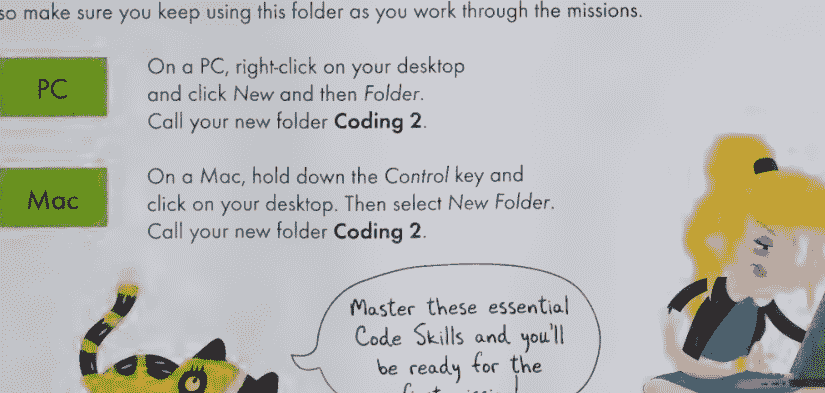 so make sure you keep using this folder as you work through the missions.
PC
On a PC, right-click on your desktop
and click New and then Folder.
Call your new folder Coding 2.
Mac
On a Mac, hold down the Control key and
click on your desktop. Then select New Folder.
Call your new folder Coding 2.
Master these essential
Code Skills and you'll
be ready for the